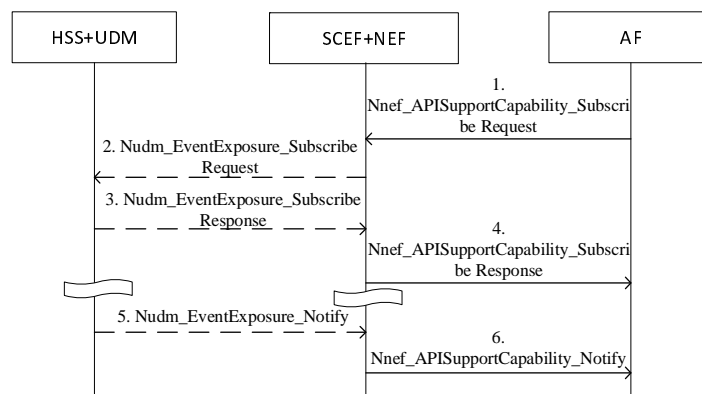 HSS+UDM
SCEF+NEF
AF
1.
Nnef_APISupportCapability_Subscri
be Request
2. Nudm_EventExposure_Subscribe
Request
3. Nudm_EventExposure_Subscribe
Response
4.
Nnef_APISupportCapability_Subscri
be Response
5. Nudm_EventExposure_Notify
6.
Nnef_APISupportCapability_Notify